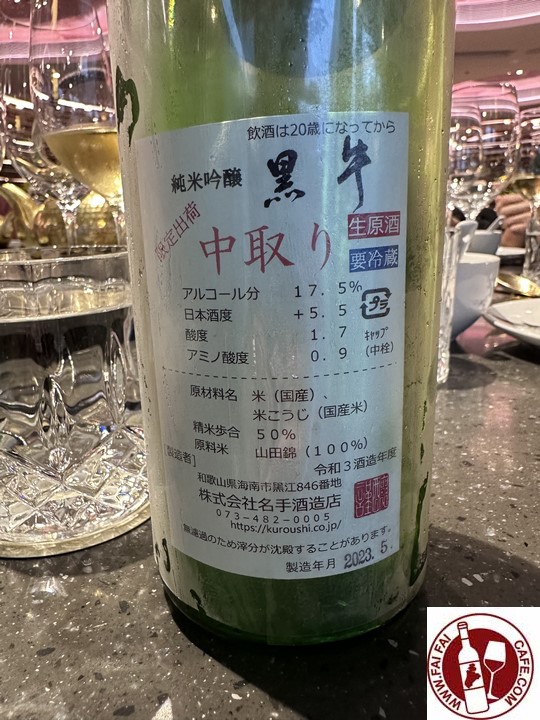 飲酒は20歳になってから
純米吟醸 黒牛
限定出荷
中取り
生原酒
要冷蔵
アルコール分 17.5%
日本酒度 +5.5
酸度 1.7
アミノ酸度 0.9
プラ
キャップ
(中栓)
原材料名 米（国産）、
米こうじ（国産米）
精米歩合 50%
原料米 山田錦（100%）
令和3酒造年度
[製造者]
和歌山県海南市黒江846番地
株式会社名手酒造店
073-482-0005
https://kuroushi.co.jp/
無濾過のため滓分が沈殿することがあります。
製造年月 2023.5.
WWW.FAIFAICAFE.COM